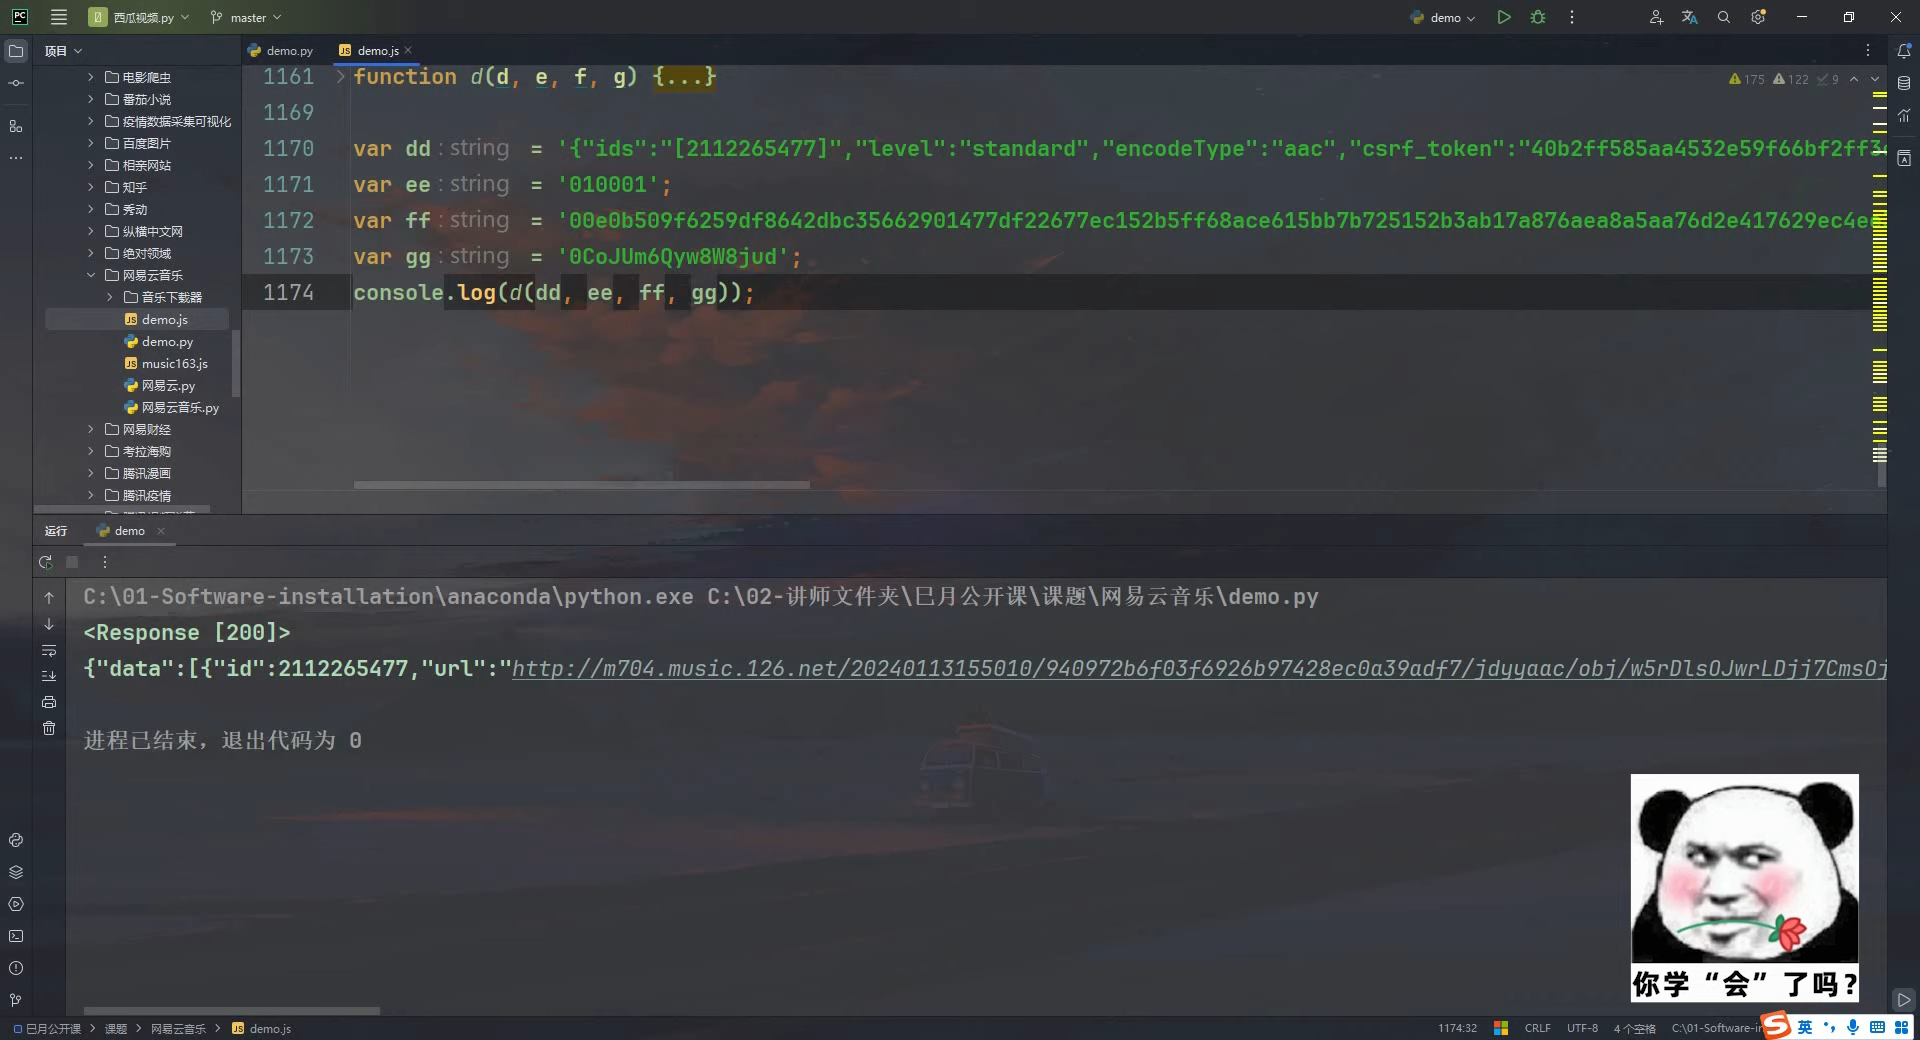 PC 西瓜视频.py master demo
项目
demo.py demo.js
电影爬虫
番茄小说
疫情数据采集可视化
百度图片
相亲网站
知乎
秀动
纵横中文网
绝对领域
网易云音乐
音乐下载器
demo.js
demo.py
music163.js
网易云.py
网易云音乐.py
网易财经
考拉海购
腾讯漫画
腾讯疫情
175 122 9
1161 function d(d, e, f, g) {...}
1169
1170 var dd : string = '{"ids":"[2112265477]","level":"standard","encodeType":"aac","csrf_token":"40b2ff585aa4532e59f66bf2ff3
1171 var ee : string = '010001';
1172 var ff : string = '00e0b509f6259df8642dbc35662901477df22677ec152b5ff68ace615bb7b725152b3ab17a876aea8a5aa76d2e417629ec4e
1173 var gg : string = '0CoJUm6Qyw8W8jud';
1174 console.log(d(dd, ee, ff, gg));
运行 demo
C:\01-Software-installation\anaconda\python.exe C:\02-讲师文件夹\巳月公开课\课题\网易云音乐\demo.py
<Response [200]>
{"data":[{"id":2112265477,"url":"http://m704.music.126.net/20240113155010/940972b6f03f6926b97428ec0a39adf7/jdyyaac/obj/w5rDlsOJwrLDjj7CmsOj
进程已结束，退出代码为 0
你学“会”了吗?
巳月公开课 课题 网易云音乐 demo.js
1174:32 CRLF UTF-8 4 个空格 C:\01-Software-in
S 英